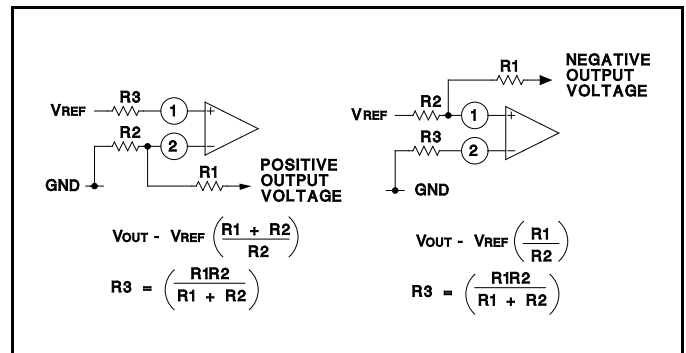 VREF
R3
1
+
R2
2
−
GND
R1
POSITIVE
OUTPUT
VOLTAGE
VOUT - VREF (R1 + R2 / R2)
R3 = (R1R2 / R1 + R2)
R1
NEGATIVE
OUTPUT
VOLTAGE
VREF
R2
1
+
R3
2
−
GND
VOUT - VREF (R1 / R2)
R3 = (R1R2 / R1 + R2)